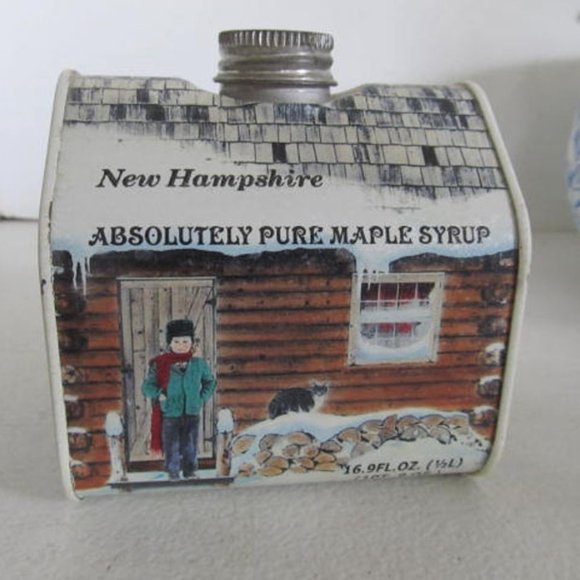 New Hampshire
ABSOLUTELY PURE MAPLE SYRUP
16.9FL.OZ. (½L)